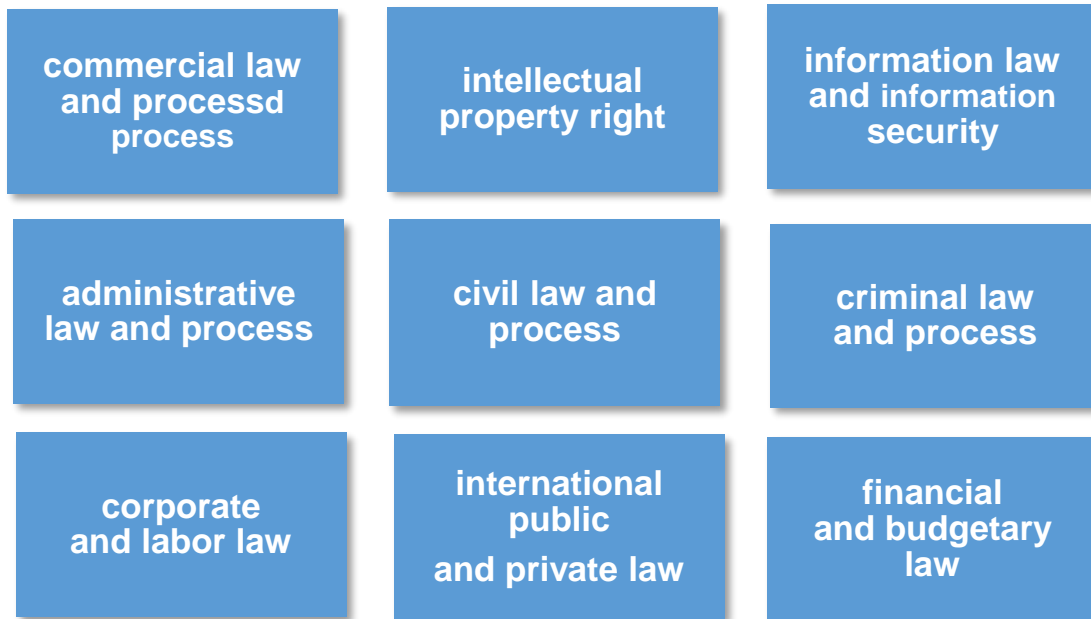 commercial law
and processd
process
intellectual
property right
information law
and information
security
administrative
law and process
civil law and
process
criminal law
and process
corporate
and labor law
international
public
and private law
financial
and budgetary
law